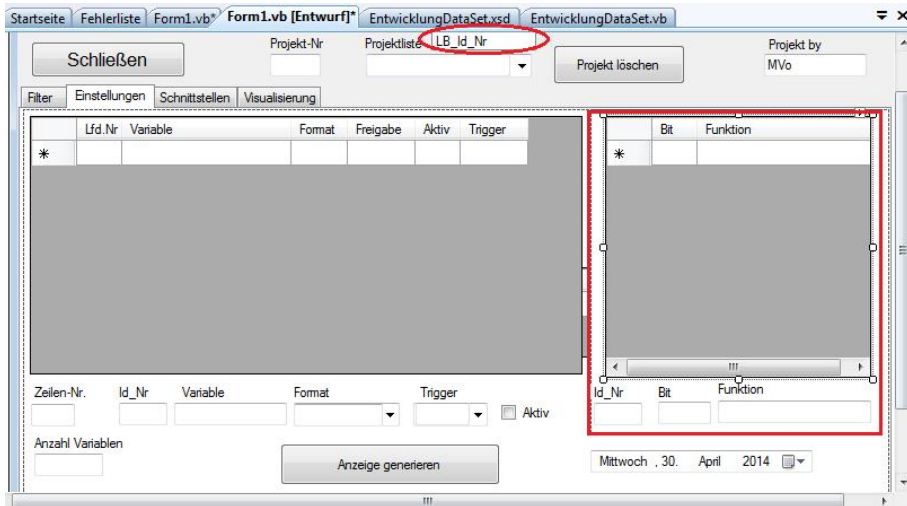 Startseite Fehlerliste Form1.vb* Form1.vb [Entwurf]* EntwicklungDataSet.xsd EntwicklungDataSet.vb
Schließen
Projekt-Nr
Projektliste
LB_Id_Nr
Projekt löschen
Projekt by
MVo
Filter Einstellungen Schnittstellen Visualisierung
Lfd.Nr Variable Format Freigabe Aktiv Trigger
Bit Funktion
Zeilen-Nr. Id_Nr Variable Format Trigger Aktiv
Id_Nr Bit Funktion
Anzahl Variablen
Anzeige generieren
Mittwoch , 30. April 2014